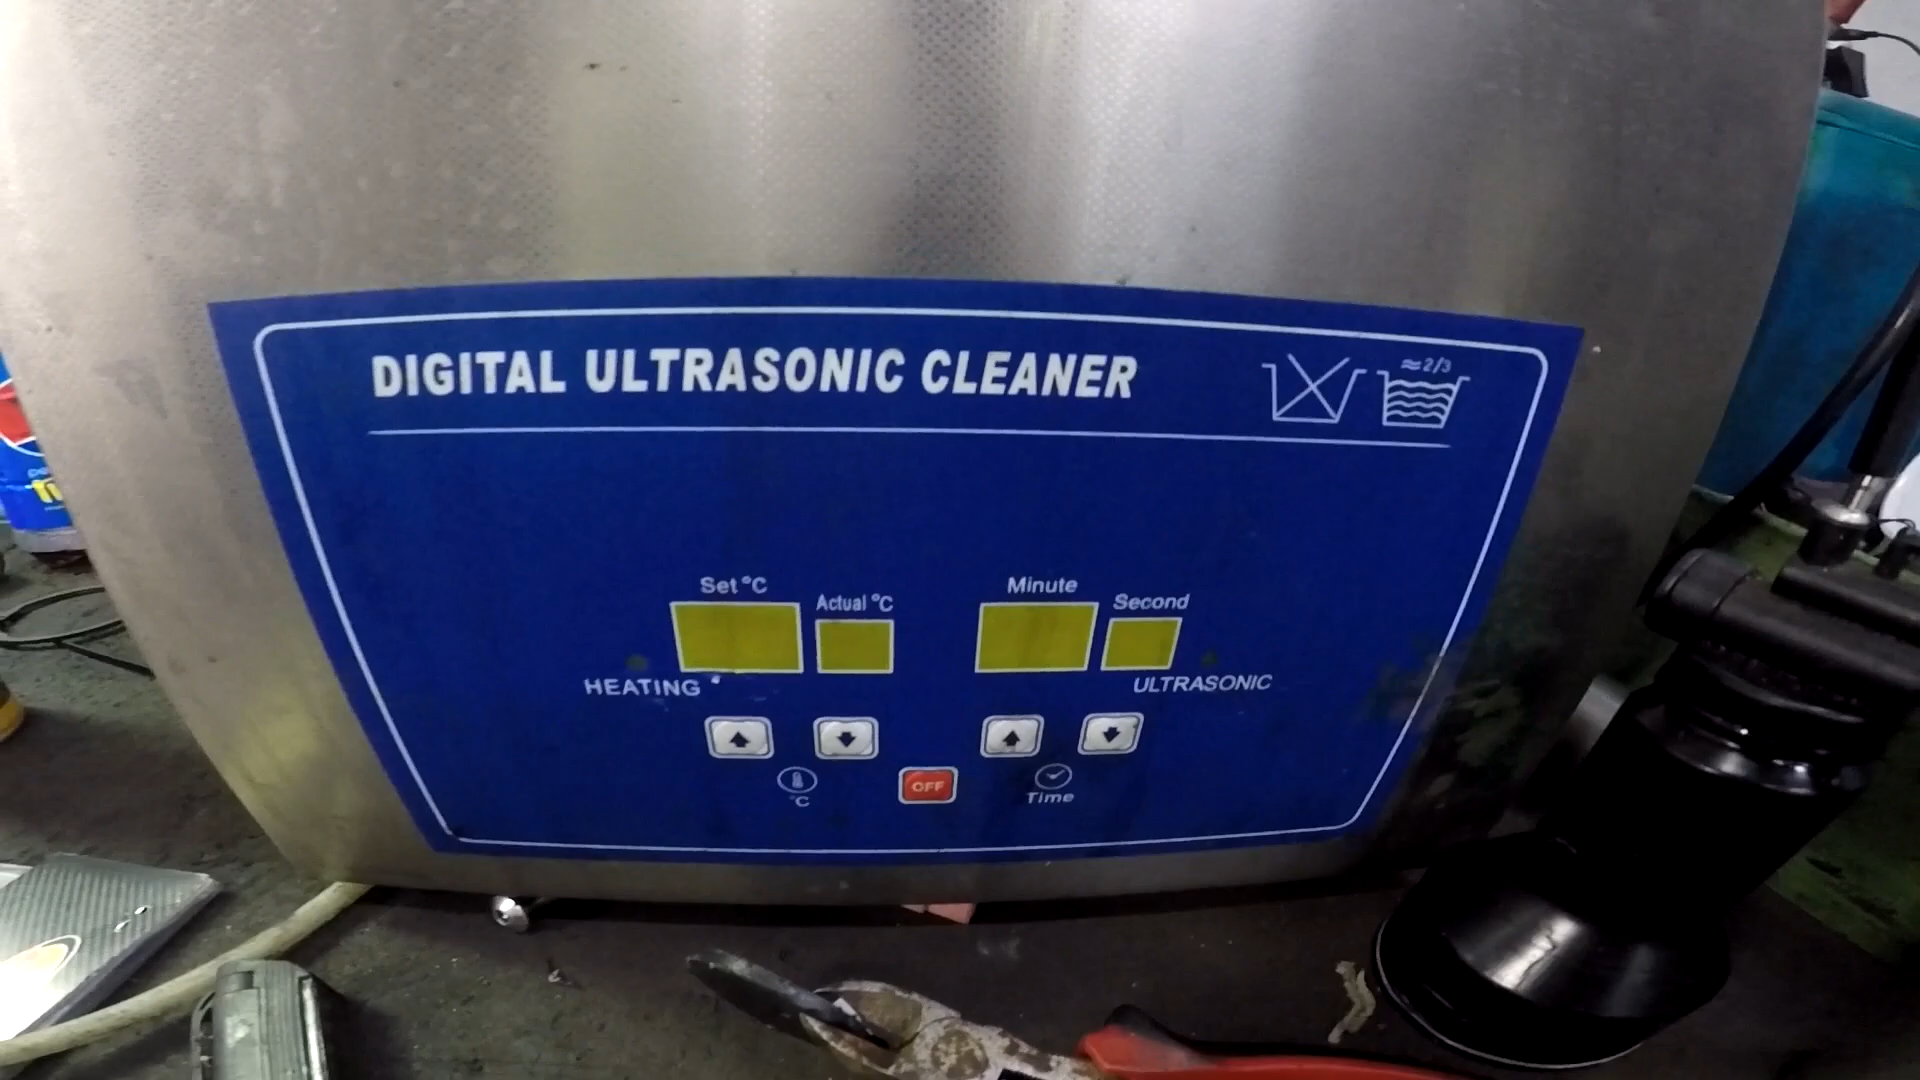 DIGITAL ULTRASONIC CLEANER
≈2/3
Set °C
Actual °C
Minute
Second
HEATING
ULTRASONIC
°C
OFF
Time